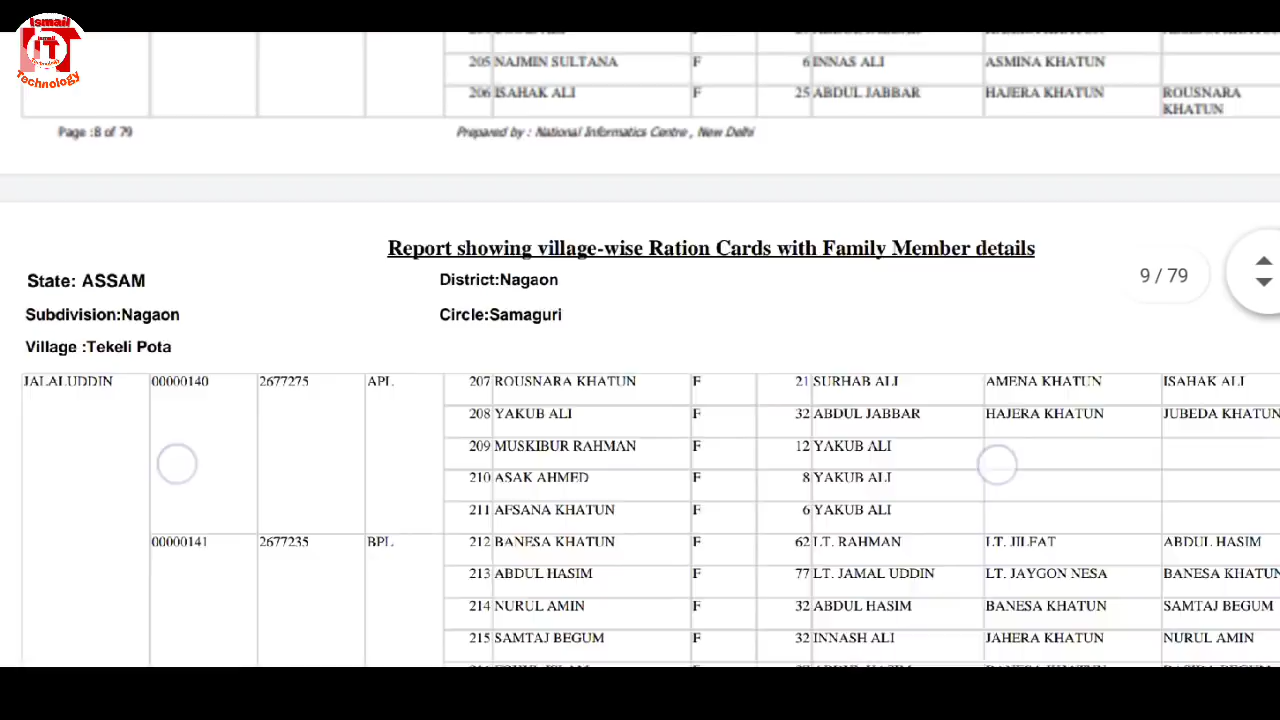 Ismail
IT
Technology
205 NAJMIN SULTANA F 6 INNAS ALI ASMINA KHATUN
206 ISAHAK ALI F 25 ABDUL JABBAR HAJERA KHATUN ROUSNARA
KHATUN
Page :8 of 79 Prepared by : National Informatics Centre , New Delhi
Report showing village-wise Ration Cards with Family Member details
9 / 79
State: ASSAM District:Nagaon
Subdivision:Nagaon Circle:Samaguri
Village :Tekeli Pota
JALALUDDIN 00000140 2677275 APL 207 ROUSNARA KHATUN F 21 SURHAB ALI AMENA KHATUN ISAHAK ALI
208 YAKUB ALI F 32 ABDUL JABBAR HAJERA KHATUN JUBEDA KHATUN
209 MUSKIBUR RAHMAN F 12 YAKUB ALI
210 ASAK AHMED F 8 YAKUB ALI
211 AFSANA KHATUN F 6 YAKUB ALI
00000141 2677235 BPL 212 BANESA KHATUN F 62 LT. RAHMAN LT. JILFAT ABDUL HASIM
213 ABDUL HASIM F 77 LT. JAMAL UDDIN LT. JAYGON NESA BANESA KHATUN
214 NURUL AMIN F 32 ABDUL HASIM BANESA KHATUN SAMTAJ BEGUM
215 SAMTAJ BEGUM F 32 INNASH ALI JAHERA KHATUN NURUL AMIN